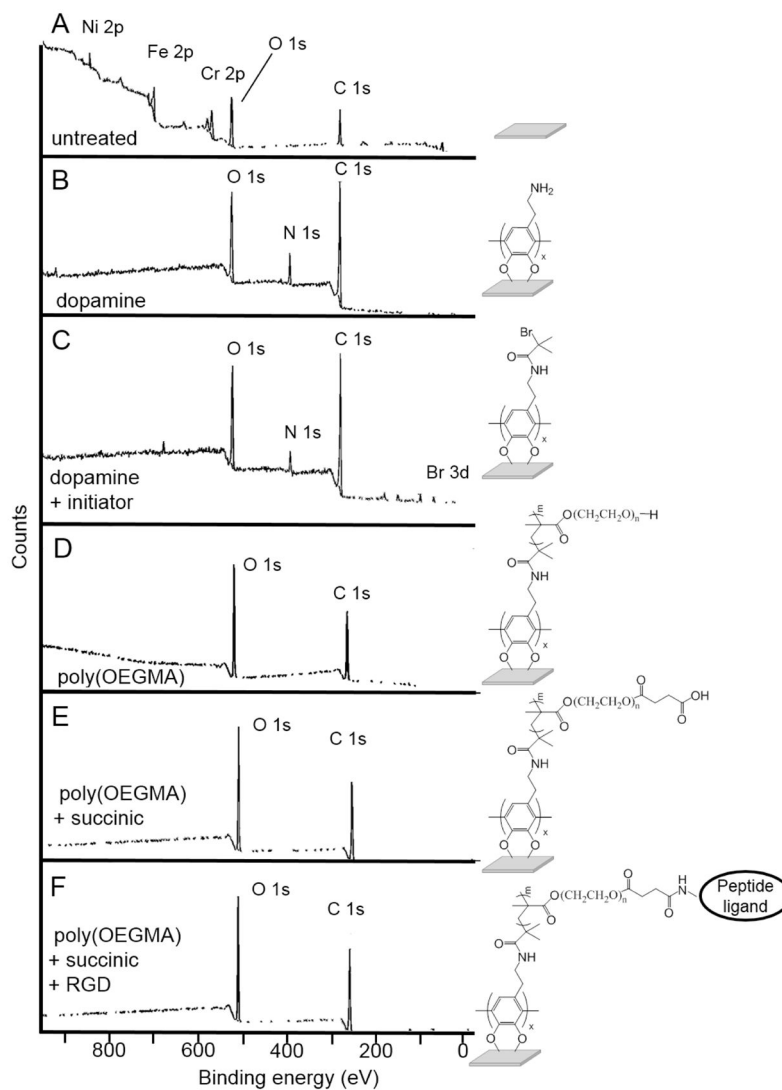 A
Ni 2p
Fe 2p
Cr 2p
O 1s
C 1s
untreated
B
O 1s
N 1s
C 1s
dopamine
NH2
x
O
O
C
O 1s
N 1s
C 1s
Br 3d
dopamine
+ initiator
Br
O
NH
x
O
O
D
O 1s
C 1s
poly(OEGMA)
m
O
O(CH2CH2O)n
H
O
NH
x
O
O
E
O 1s
C 1s
poly(OEGMA)
+ succinic
m
O
O(CH2CH2O)n
O
OH
O
O
NH
x
O
O
F
O 1s
C 1s
poly(OEGMA)
+ succinic
+ RGD
m
O
O(CH2CH2O)n
O
H
N
O
Peptide
ligand
O
NH
x
O
O
Counts
800 600 400 200 0
Binding energy (eV)